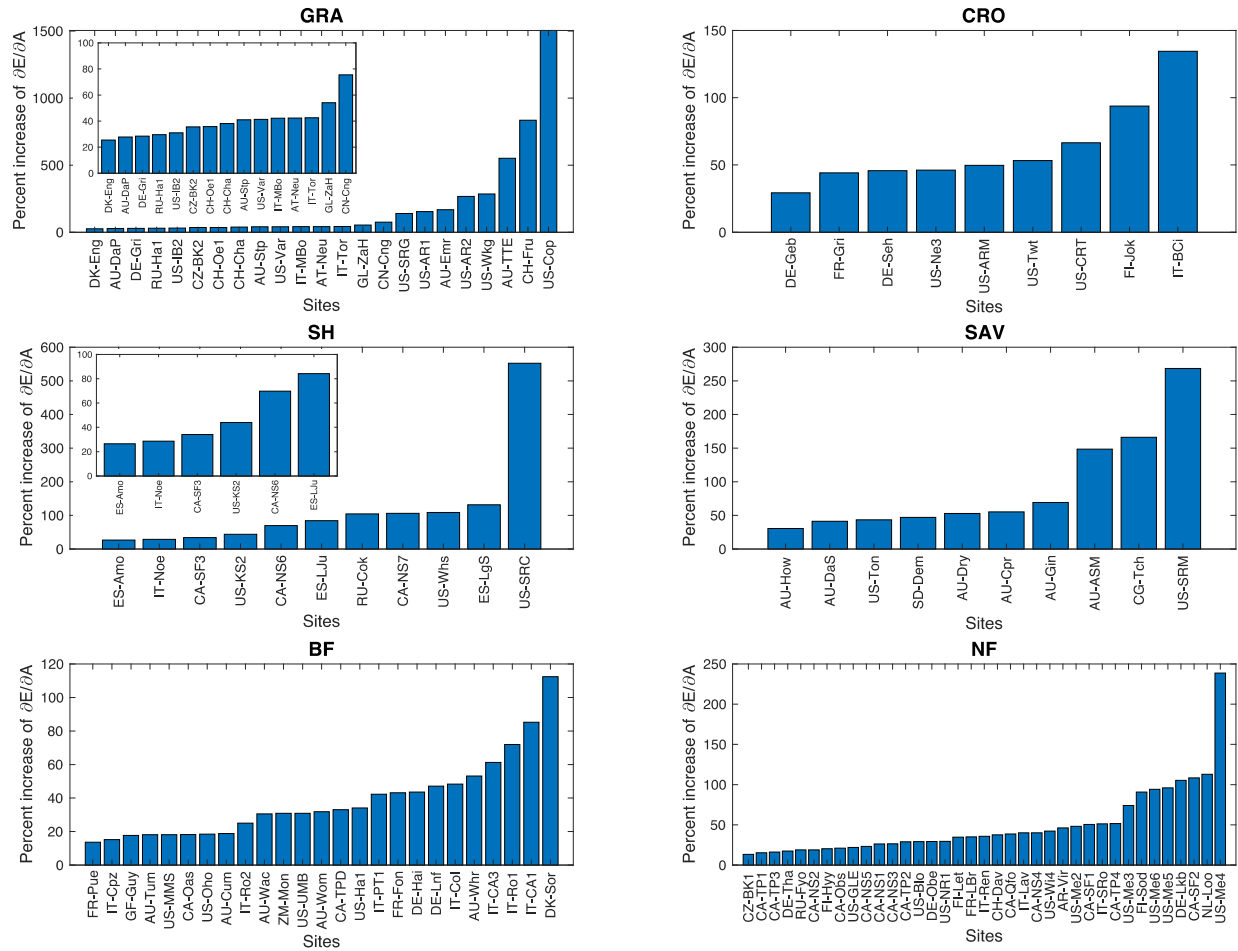 GRA
Percent increase of ∂E/∂A
1500
1000
500
0
100
80
60
40
20
0
DK-Eng
AU-DaP
DE-Gri
RU-Ha1
US-IB2
CZ-BK2
CH-Oe1
CH-Cha
AU-Stp
US-Var
IT-MBo
AT-Neu
IT-Tor
GL-ZaH
CN-Cng
DK-Eng
AU-DaP
DE-Gri
RU-Ha1
US-IB2
CZ-BK2
CH-Oe1
CH-Cha
AU-Stp
US-Var
IT-MBo
AT-Neu
IT-Tor
GL-ZaH
CN-Cng
US-SRG
US-AR1
AU-Emr
US-AR2
US-Wkg
AU-TTE
CH-Fru
US-Cop
Sites
CRO
Percent increase of ∂E/∂A
150
100
50
0
DE-Geb
FR-Gri
DE-Seh
US-Ne3
US-ARM
US-Twt
US-CRT
FI-Jok
IT-BCi
Sites
SH
Percent increase of ∂E/∂A
600
500
400
300
200
100
0
100
80
60
40
20
0
ES-Amo
IT-Noe
CA-SF3
US-KS2
CA-NS6
ES-LJu
ES-Amo
IT-Noe
CA-SF3
US-KS2
CA-NS6
ES-LJu
RU-Cok
CA-NS7
US-Whs
ES-LgS
US-SRC
Sites
SAV
Percent increase of ∂E/∂A
300
250
200
150
100
50
0
AU-How
AU-DaS
US-Ton
SD-Dem
AU-Dry
AU-Cpr
AU-Gin
AU-ASM
CG-Tch
US-SRM
Sites
BF
Percent increase of ∂E/∂A
120
100
80
60
40
20
0
FR-Pue
IT-Cpz
GF-Guy
AU-Tum
US-MMS
CA-Oas
US-Oho
AU-Cum
IT-Ro2
AU-Wac
ZM-Mon
US-UMB
AU-Wom
CA-TPD
US-Ha1
IT-PT1
FR-Fon
DE-Hai
DE-Lnf
IT-Col
AU-Whr
IT-CA3
IT-Ro1
IT-CA1
DK-Sor
Sites
NF
Percent increase of ∂E/∂A
250
200
150
100
50
0
CZ-BK1
CA-TP1
CA-TP3
DE-Tha
RU-Fyo
CA-NS2
FI-Hyy
CA-Obs
US-GLE
CA-NS5
CA-NS1
CA-NS3
CA-TP2
US-Blo
DE-Obe
US-NR1
FI-Let
FR-LBr
IT-Ren
CH-Dav
CA-Qfo
IT-Lav
CA-NS4
US-Wi4
AR-Vir
US-Me2
CA-SF1
IT-SRo
CA-TP4
US-Me3
FI-Sod
US-Me6
US-Me5
DE-Lkb
CA-SF2
NL-Loo
US-Me4
Sites